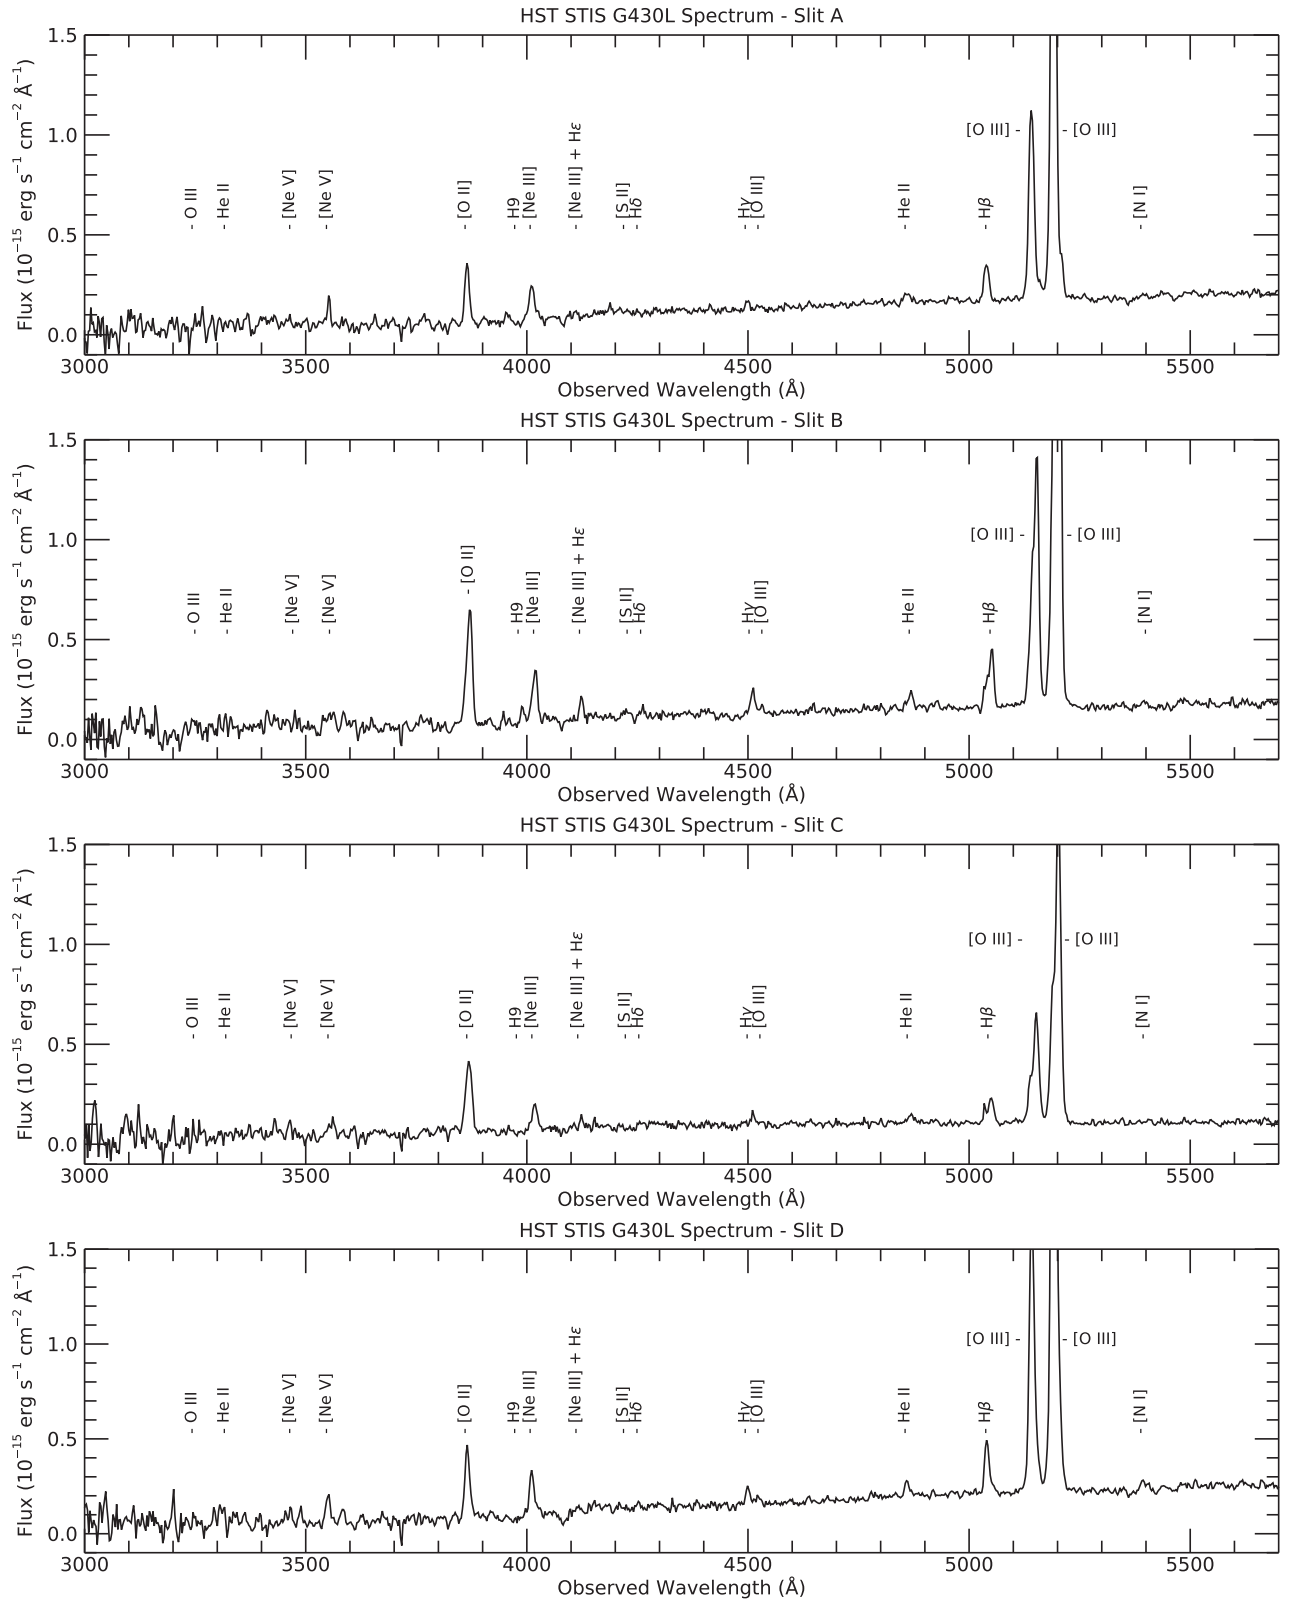 HST STIS G430L Spectrum - Slit A
Flux (10−15 erg s−1 cm−2 Å−1)
1.5
1.0
0.5
0.0
- O III
- He II
- [Ne V]
- [Ne V]
- [O II]
- H9
- [Ne III]
- [Ne III] + Hε
- [S II]
- Hδ
- Hγ
- [O III]
- He II
- Hβ
[O III] -
- [O III]
- [N I]
3000 3500 4000 4500 5000 5500
Observed Wavelength (Å)
HST STIS G430L Spectrum - Slit B
Flux (10−15 erg s−1 cm−2 Å−1)
1.5
1.0
0.5
0.0
- O III
- He II
- [Ne V]
- [Ne V]
- [O II]
- H9
- [Ne III]
- [Ne III] + Hε
- [S II]
- Hδ
- Hγ
- [O III]
- He II
- Hβ
[O III] -
- [O III]
- [N I]
3000 3500 4000 4500 5000 5500
Observed Wavelength (Å)
HST STIS G430L Spectrum - Slit C
Flux (10−15 erg s−1 cm−2 Å−1)
1.5
1.0
0.5
0.0
- O III
- He II
- [Ne V]
- [Ne V]
- [O II]
- H9
- [Ne III]
- [Ne III] + Hε
- [S II]
- Hδ
- Hγ
- [O III]
- He II
- Hβ
[O III] -
- [O III]
- [N I]
3000 3500 4000 4500 5000 5500
Observed Wavelength (Å)
HST STIS G430L Spectrum - Slit D
Flux (10−15 erg s−1 cm−2 Å−1)
1.5
1.0
0.5
0.0
- O III
- He II
- [Ne V]
- [Ne V]
- [O II]
- H9
- [Ne III]
- [Ne III] + Hε
- [S II]
- Hδ
- Hγ
- [O III]
- He II
- Hβ
[O III] -
- [O III]
- [N I]
3000 3500 4000 4500 5000 5500
Observed Wavelength (Å)